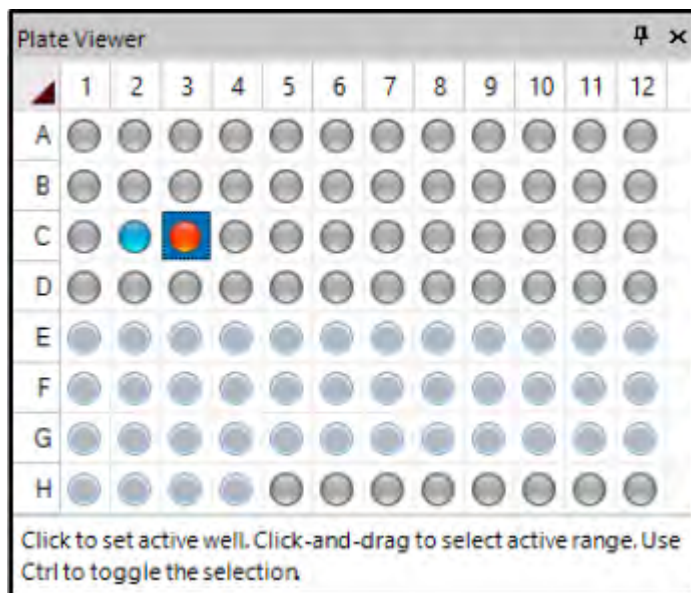 Plate Viewer
1 2 3 4 5 6 7 8 9 10 11 12
A
B
C
D
E
F
G
H
Click to set active well. Click-and-drag to select active range. Use
Ctrl to toggle the selection.